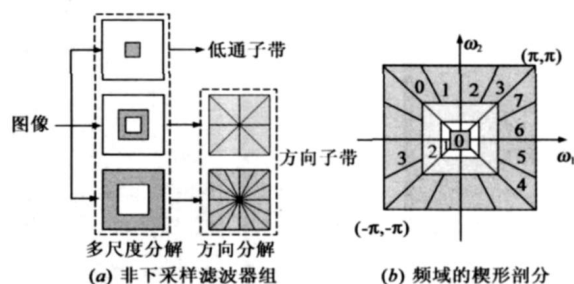 低通子带
图像
方向子带
多尺度分解 方向分解
(a) 非下采样滤波器组
ω₂
(π,π)
0 1 2 3
7
6
ω₁
5
4
3
2
1
0
(-π,-π)
(b) 频域的楔形剖分